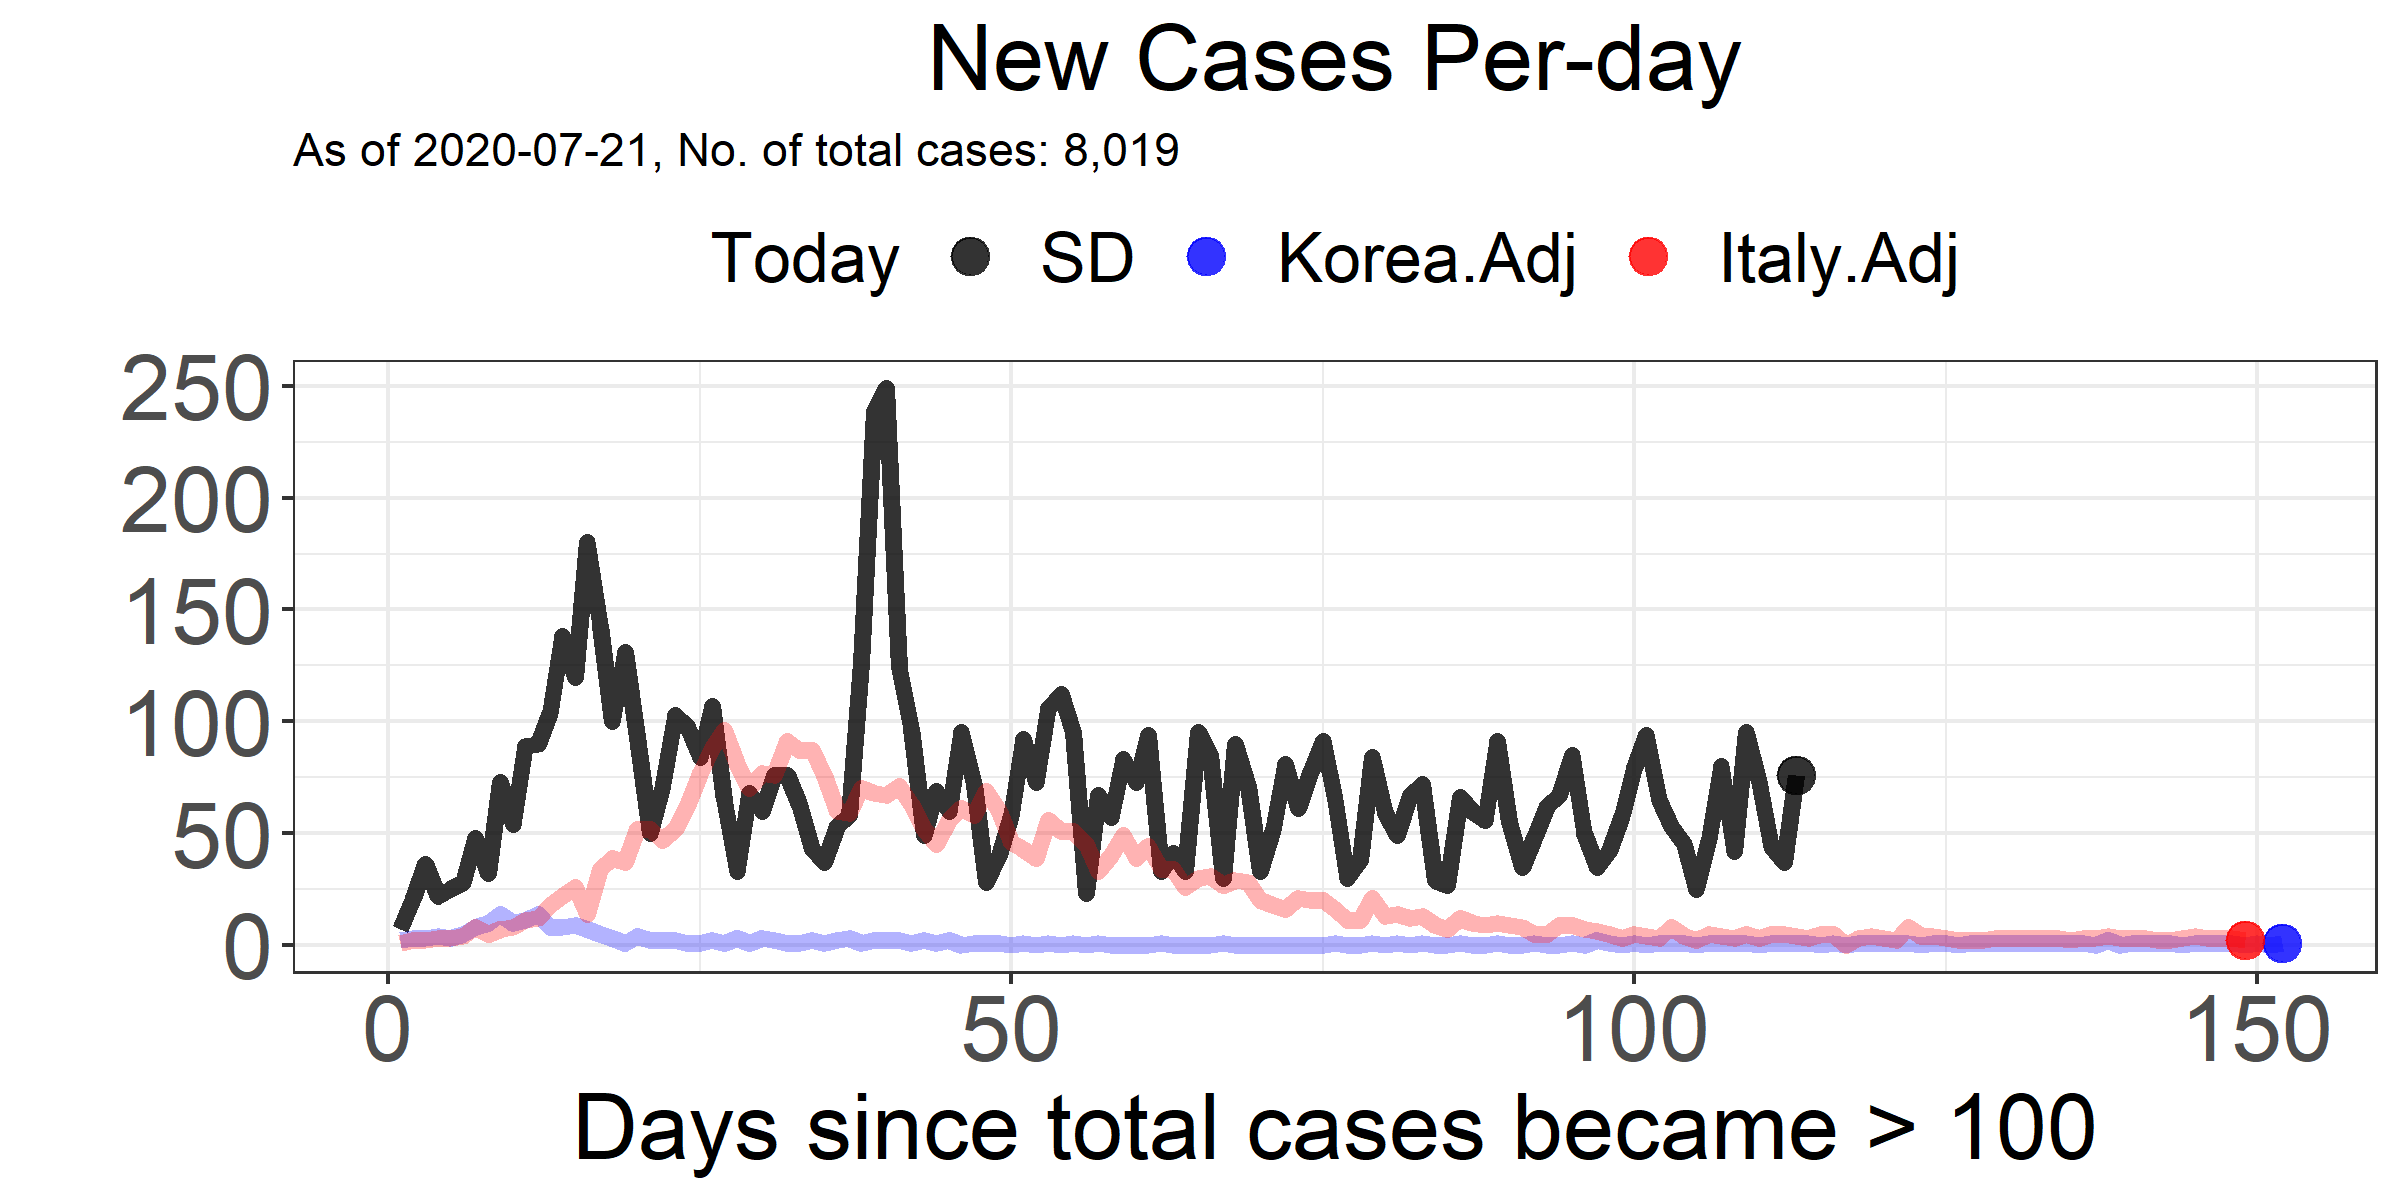 New Cases Per-day
As of 2020-07-21, No. of total cases: 8,019
Today SD Korea.Adj Italy.Adj
250
200
150
100
50
0
0 50 100 150
Days since total cases became > 100